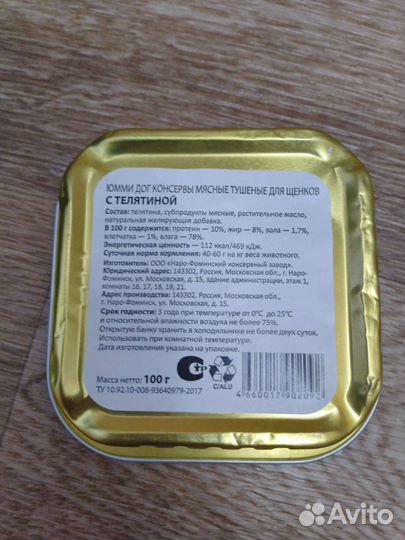 ЮММИ ДОГ КОНСЕРВЫ МЯСНЫЕ ТУШЕНЫЕ ДЛЯ ЩЕНКОВ
С ТЕЛЯТИНОЙ
Состав: телятина, субпродукты мясные, растительное масло,
натуральная желирующая добавка.
В 100 г содержится: протеин — 10%, жир — 8%, зола — 1,7%,
клетчатка — 1%, влага — 78%.
Энергетическая ценность — 112 ккал/469 кДж.
Суточная норма кормления: 40-60 г на кг веса животного.
Изготовитель: ООО «Наро-Фоминский консервный завод».
Юридический адрес: 143302, Россия, Московская обл., г. Наро-
Фоминск, ул. Московская, д. 15, здание администрации, этаж 1,
комнаты 16, 17, 18, 19, 21.
Адрес производства: 143302, Россия, Московская обл.,
г. Наро-Фоминск, ул. Московская, д. 15.
Срок годности: 3 года при температуре от 0°С до 25°С
и относительной влажности воздуха не более 75%.
Открытую банку хранить в холодильнике не более двух суток.
Использовать при комнатной температуре.
Дата изготовления указана на упаковке.
Масса нетто: 100 г
ТУ 10.92.10-008-93640979-2017
C/ALU
4 660017 902092
Avito